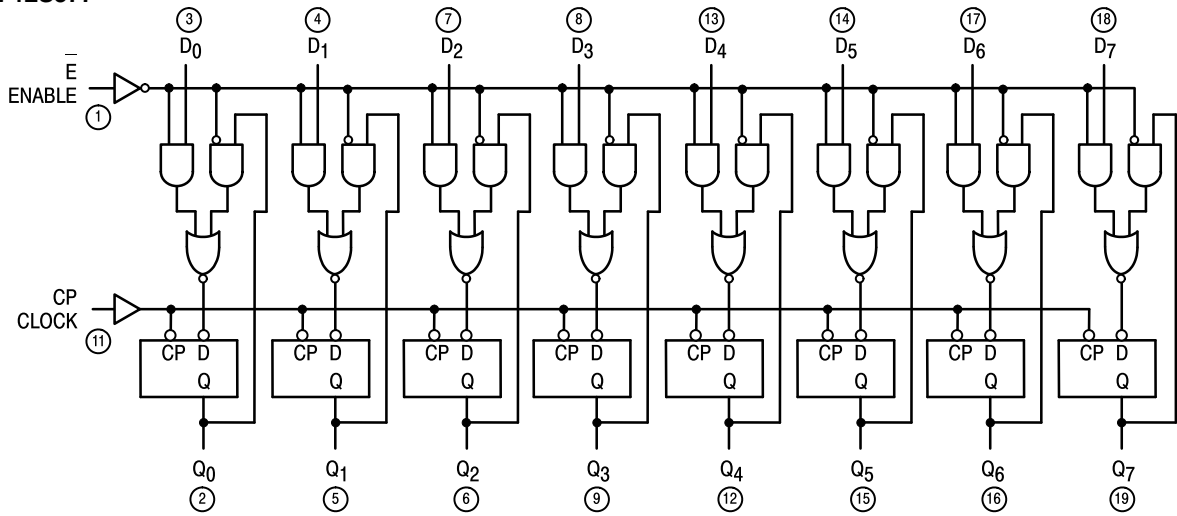 3 4 7 8 13 14 17 18
D0 D1 D2 D3 D4 D5 D6 D7
E
ENABLE
1
CP
CLOCK
11
CP D CP D CP D CP D CP D CP D CP D CP D
Q Q Q Q Q Q Q Q
Q0 Q1 Q2 Q3 Q4 Q5 Q6 Q7
2 5 6 9 12 15 16 19